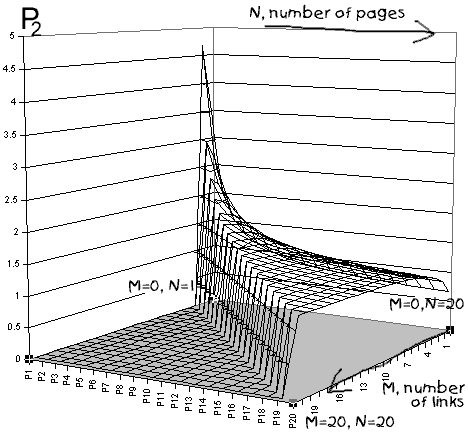 P2
N, number of pages
5
4.5
4
3.5
3
2.5
2
1.5
1
0.5
0
M=0, N=1
M=0, N=20
M, number
of links
M=20, N=20
P1
P2
P3
P4
P5
P6
P7
P8
P9
P10
P11
P12
P13
P14
P15
P16
P17
P18
P19
P20
19
16
13
10
7
4
1